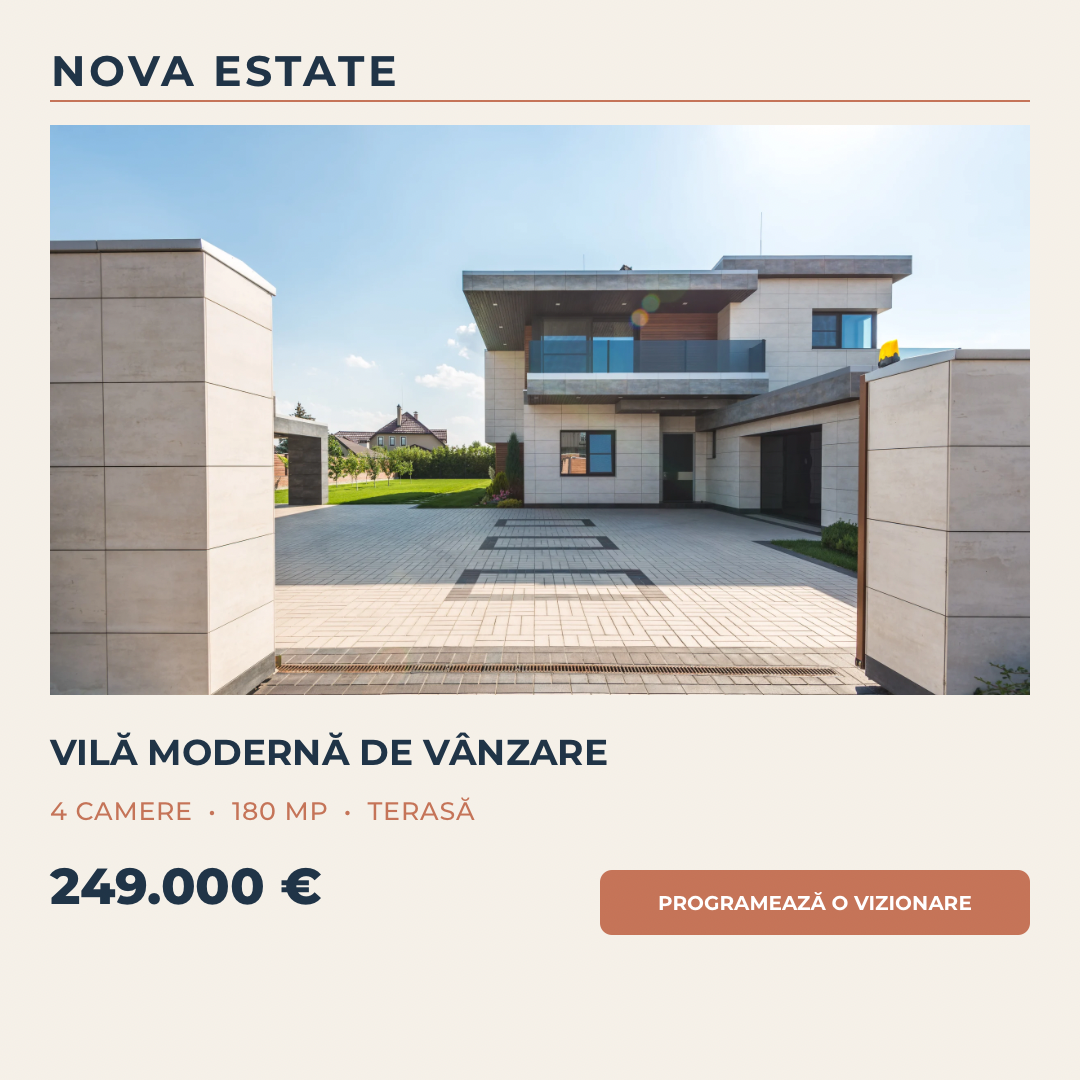 NOVA ESTATE
VILĂ MODERNĂ DE VÂNZARE
4 CAMERE • 180 MP • TERASĂ
249.000 €
PROGRAMEAZĂ O VIZIONARE